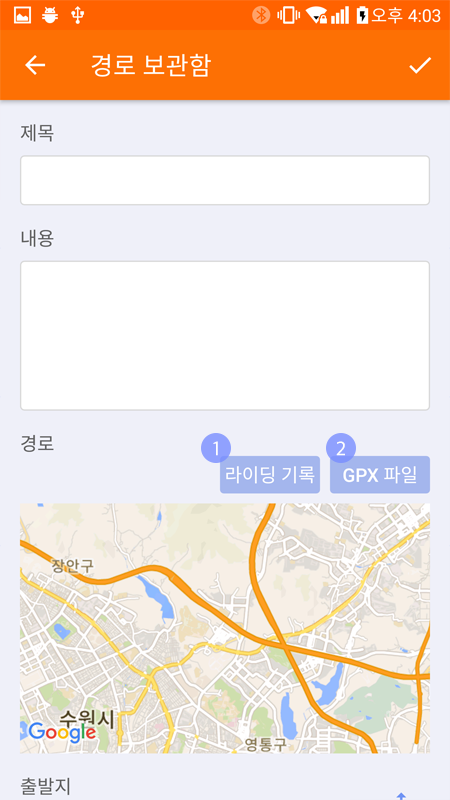 오후 4:03
경로 보관함
제목
내용
경로
1 2
라이딩 기록 GPX 파일
장안구
수원시
Google
영통구
출발지